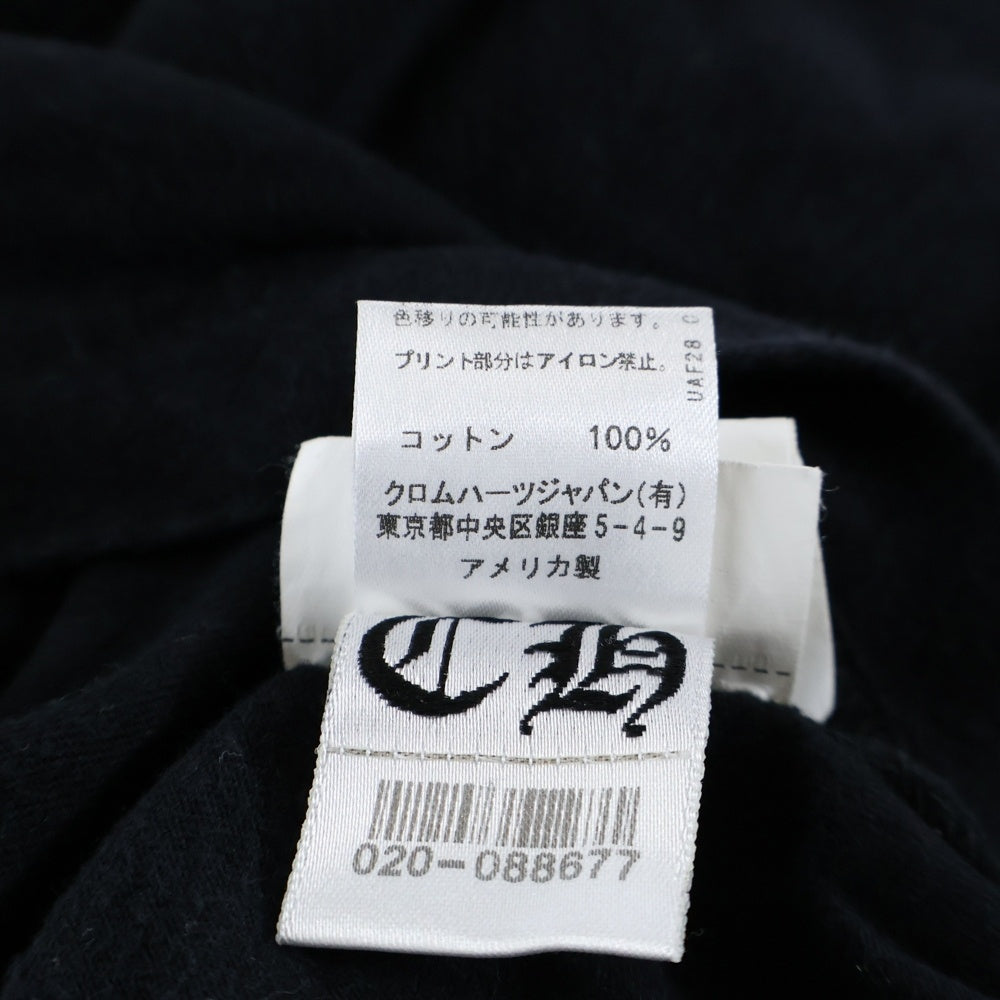 色移りの可能性があります。
プリント部分はアイロン禁止。
UAF28
コットン 100%
クロムハーツジャパン(有)
東京都中央区銀座5-4-9
アメリカ製
CH
020-088677